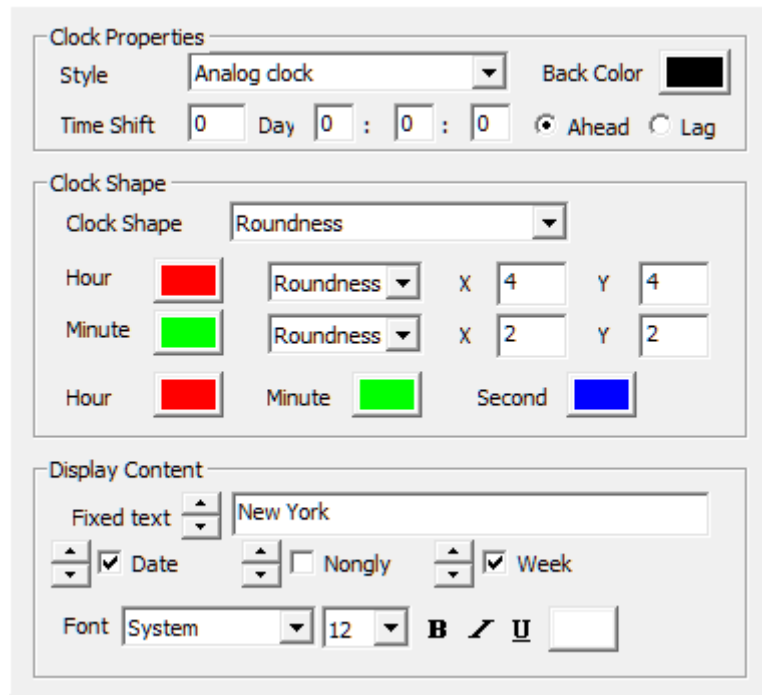 Clock Properties
Style Analog clock Back Color
Time Shift 0 Day 0 : 0 : 0 Ahead Lag
Clock Shape
Clock Shape Roundness
Hour Roundness X 4 Y 4
Minute Roundness X 2 Y 2
Hour Minute Second
Display Content
Fixed text New York
Date Nongly Week
Font System 12 B I U